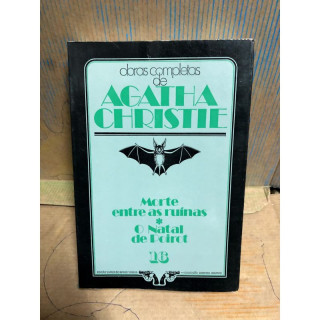 obras completas
de
AGATHA
CHRISTIE
Morte
entre as ruínas
*
O Natal
de Poirot
18